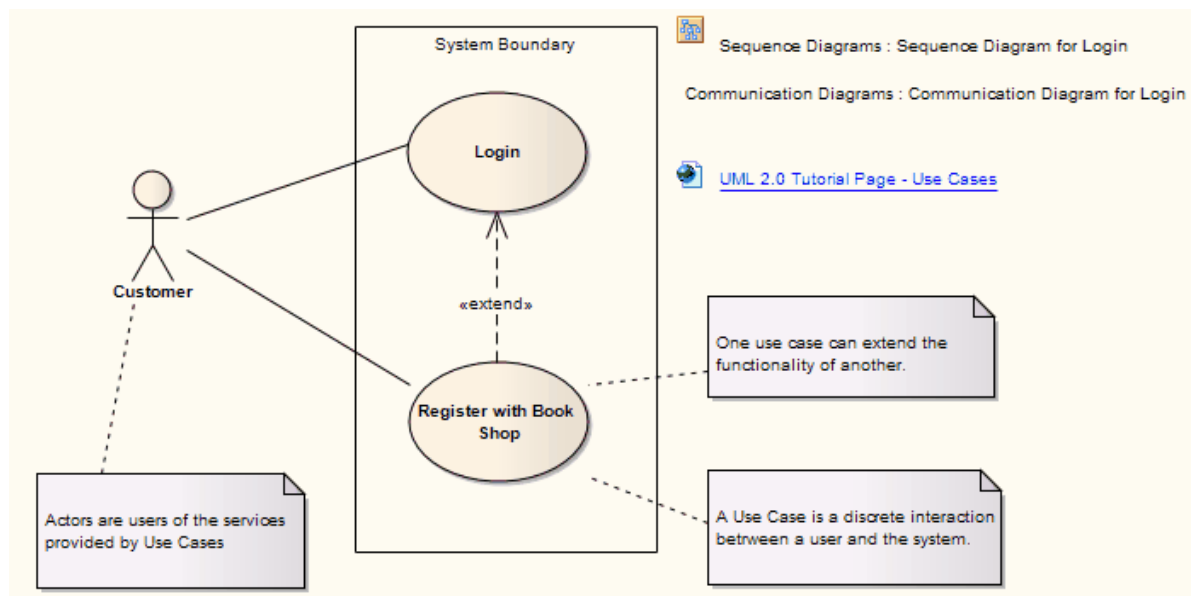 System Boundary
Sequence Diagrams : Sequence Diagram for Login
Communication Diagrams : Communication Diagram for Login
Login
UML 2.0 Tutorial Page - Use Cases
Customer
«extend»
One use case can extend the
functionality of another.
Register with Book
Shop
Actors are users of the services
provided by Use Cases
A Use Case is a discrete interaction
betrween a user and the system.